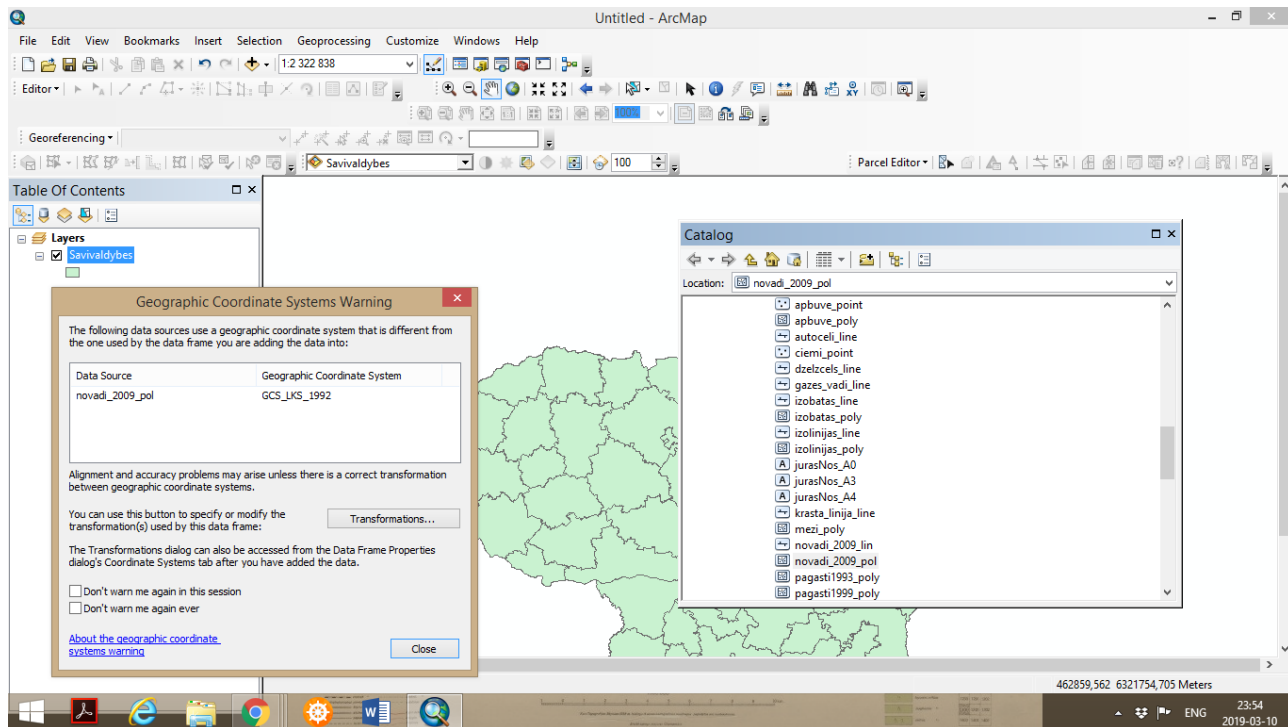 Untitled - ArcMap
File Edit View Bookmarks Insert Selection Geoprocessing Customize Windows Help
1:2 322 838
Editor
100%
Georeferencing
Savivaldybes
100
Parcel Editor
Table Of Contents
Layers
Savivaldybes
Geographic Coordinate Systems Warning
The following data sources use a geographic coordinate system that is different from
the one used by the data frame you are adding the data into:
Data Source Geographic Coordinate System
novadi_2009_pol GCS_LKS_1992
Alignment and accuracy problems may arise unless there is a correct transformation
between geographic coordinate systems.
You can use this button to specify or modify the
transformation(s) used by this data frame:
Transformations...
The Transformations dialog can also be accessed from the Data Frame Properties
dialog's Coordinate Systems tab after you have added the data.
Don't warn me again in this session
Don't warn me again ever
About the geographic coordinate
systems warning
Close
Catalog
Location: novadi_2009_pol
apbuve_point
apbuve_poly
autoceli_line
ciemi_point
dzelzcels_line
gazes_vadi_line
izobatas_line
izobatas_poly
izolinijas_line
izolinijas_poly
A jurasNos_A0
A jurasNos_A3
A jurasNos_A4
krasta_linija_line
mezi_poly
novadi_2009_lin
novadi_2009_pol
pagasti1993_poly
pagasti1999_poly
462859,562 6321754,705 Meters
ENG
23:54
2019-03-10